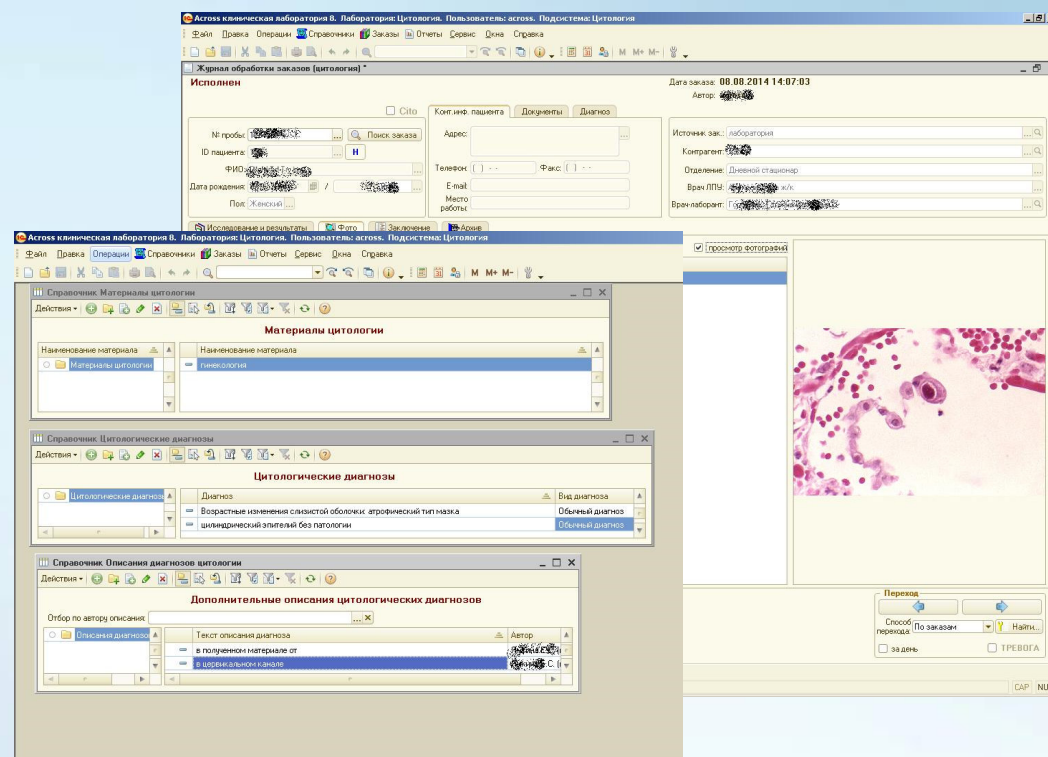 Across клиническая лаборатория 8. Лаборатория: Цитология. Пользователь: across. Подсистема: Цитология
Файл Правка Операции Справочники Заказы Отчеты Сервис Окна Справка
M M+ M-
Журнал обработки заказов (цитология) *
Исполнен
Дата заказа: 08.08.2014 14:07:03
Автор:
Cito
Конт.инф. пациента Документы Диагноз
№ пробы: ... Поиск заказа
Адрес: ...
Источник зак.: лаборатория ...
ID пациента: ... H
Контрагент: ...
ФИО: ...
Телефон: ( ) - - Факс: ( ) - -
Отделение: Дневной стационар ...
Дата рождения: / ...
E-mail:
Врач ЛПУ: ж/к ...
Пол: Женский ...
Место работы:
Врач-лаборант: ...
Исследование и результаты Фото Заключение Архив
просмотр фотографий
Across клиническая лаборатория 8. Лаборатория: Цитология. Пользователь: across. Подсистема: Цитология
Файл Правка Операции Справочники Заказы Отчеты Сервис Окна Справка
M M+ M-
Справочник Материалы цитологии
Действия
Материалы цитологии
Наименование материала Наименование материала
Материалы цитологии гинекология
Справочник Цитологические диагнозы
Действия
Цитологические диагнозы
Диагноз Вид диагноза
Цитологические диагнозы Возрастные изменения слизистой оболочки: атрофический тип мазка Обычный диагноз
цилиндрический эпителий без патологии Обычный диагноз
Справочник Описания диагнозов цитологии
Действия
Дополнительные описания цитологических диагнозов
Отбор по автору описания: ... X
Текст описания диагноза Автор
Описания диагнозо в полученном материале от
в цервикальном канале
Переход
Способ перехода: По заказам Найти...
за день ТРЕВОГА
CAP NU